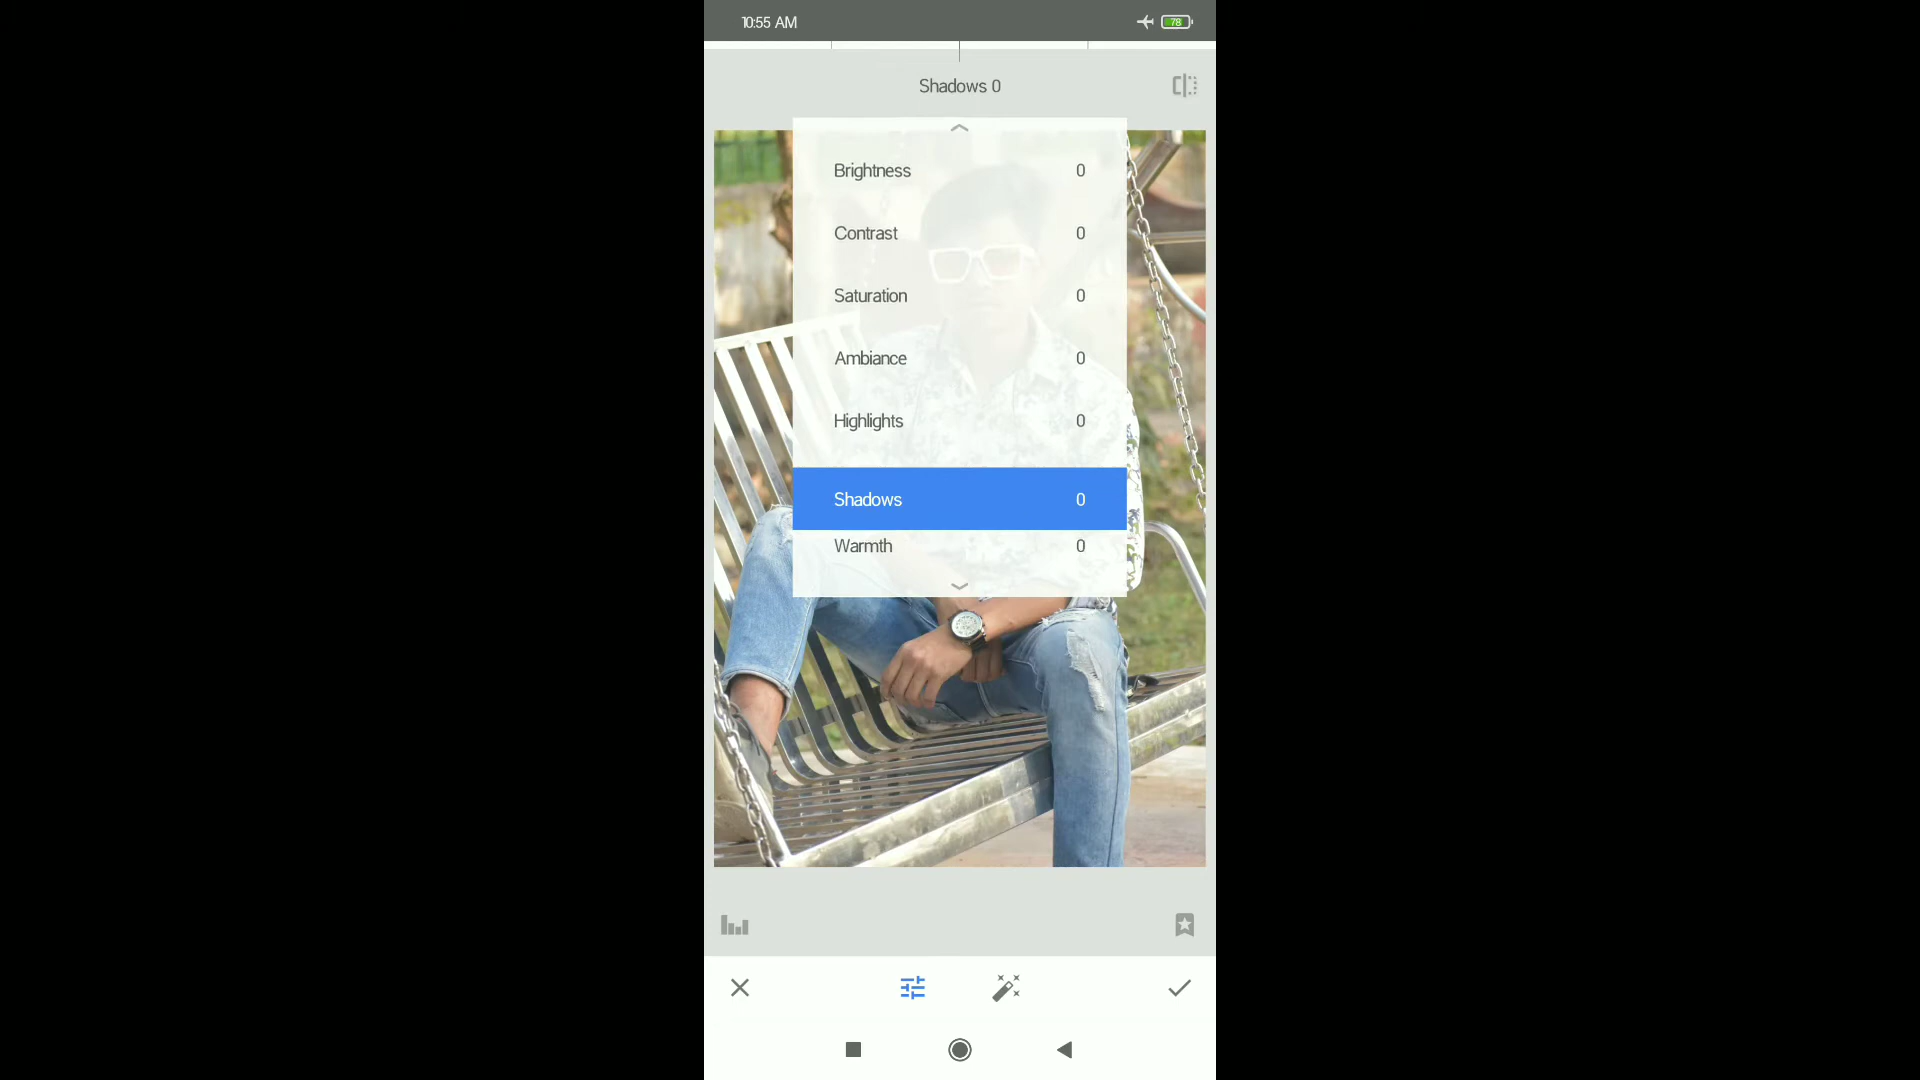 10:55 AM
78
Shadows 0
Brightness 0
Contrast 0
Saturation 0
Ambiance 0
Highlights 0
Shadows 0
Warmth 0